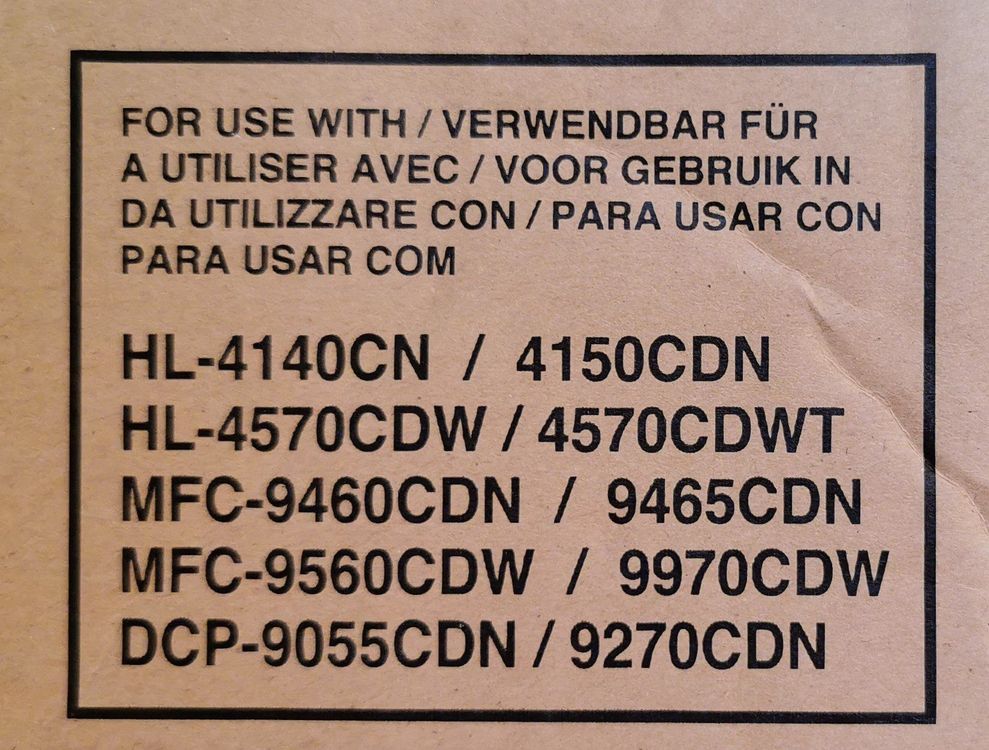 FOR USE WITH / VERWENDBAR FÜR
A UTILISER AVEC / VOOR GEBRUIK IN
DA UTILIZZARE CON / PARA USAR CON
PARA USAR COM
HL-4140CN / 4150CDN
HL-4570CDW / 4570CDWT
MFC-9460CDN / 9465CDN
MFC-9560CDW / 9970CDW
DCP-9055CDN / 9270CDN